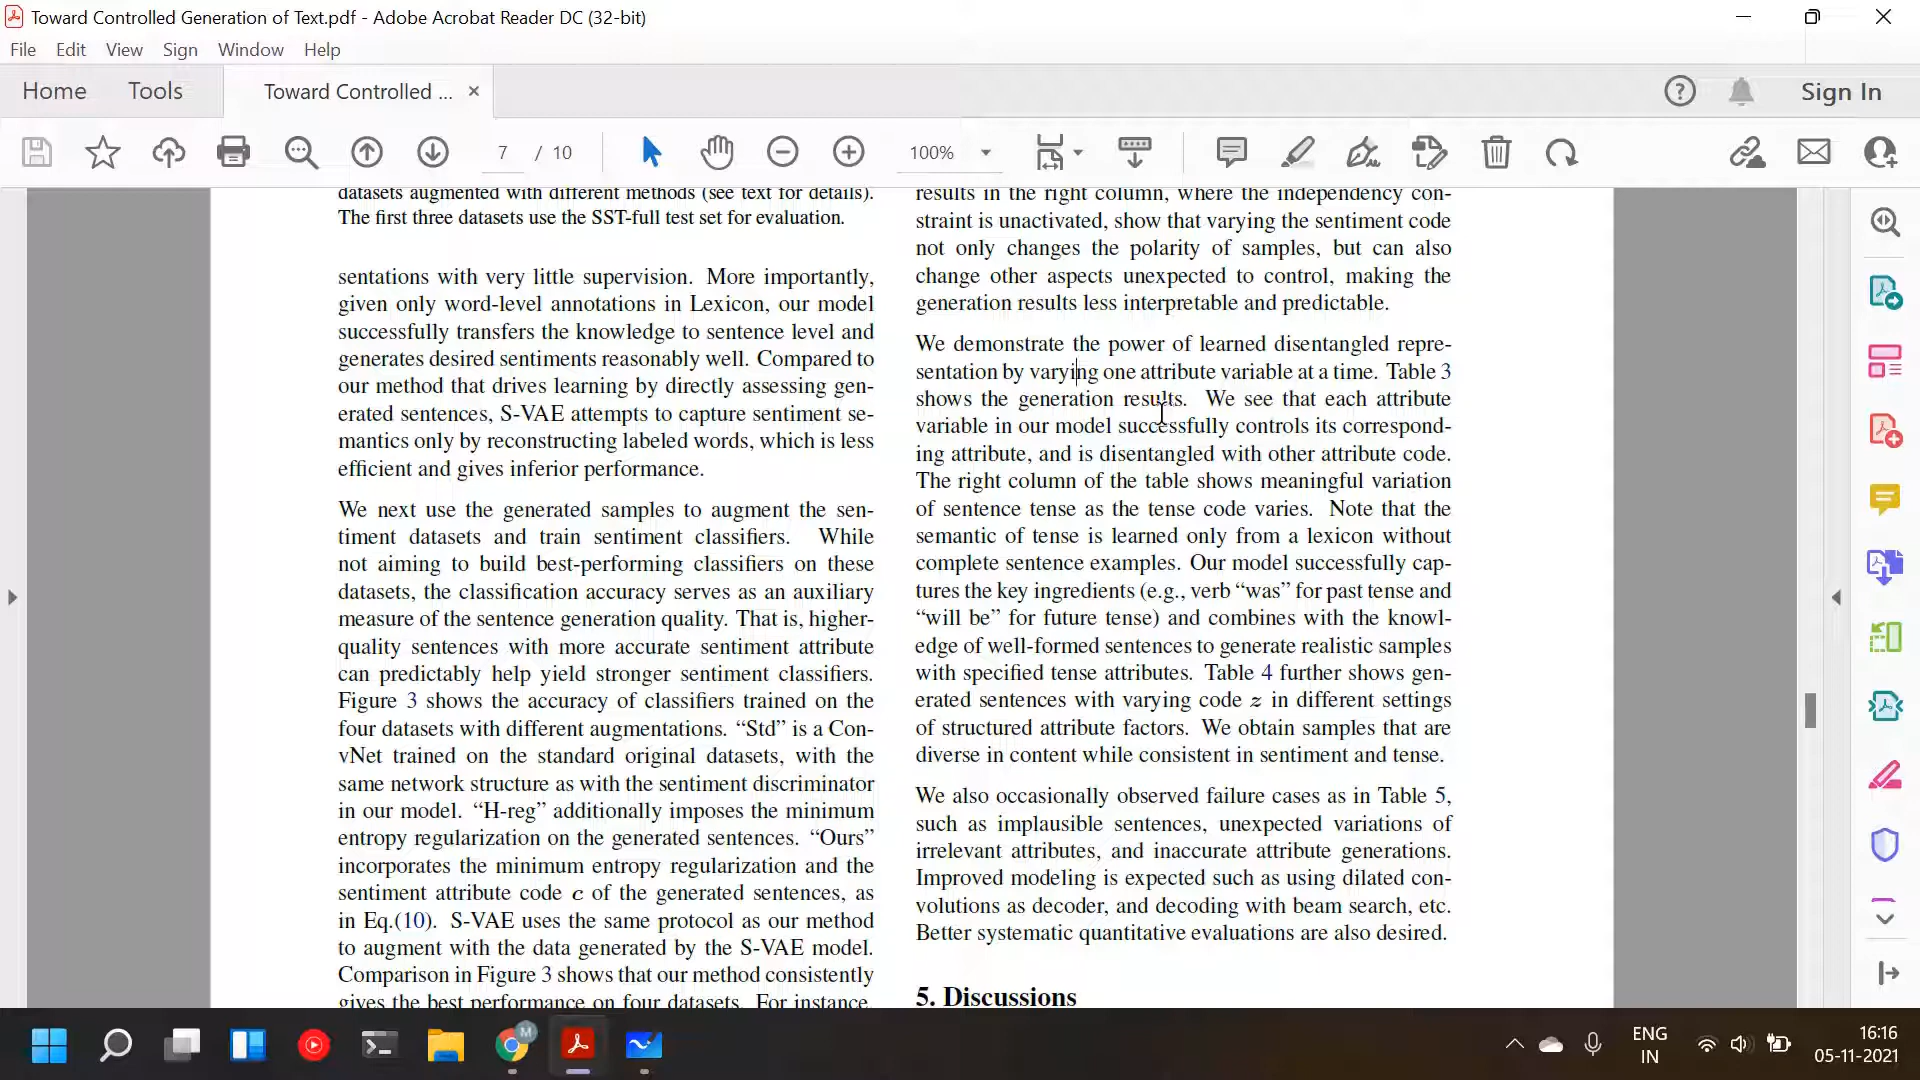 Toward Controlled Generation of Text.pdf - Adobe Acrobat Reader DC (32-bit)
File Edit View Sign Window Help
Home Tools Toward Controlled ... × Sign In
7 / 10 100%
datasets augmented with different methods (see text for details).
The first three datasets use the SST-full test set for evaluation.
sentations with very little supervision. More importantly,
given only word-level annotations in Lexicon, our model
successfully transfers the knowledge to sentence level and
generates desired sentiments reasonably well. Compared to
our method that drives learning by directly assessing gen-
erated sentences, S-VAE attempts to capture sentiment se-
mantics only by reconstructing labeled words, which is less
efficient and gives inferior performance.
We next use the generated samples to augment the sen-
timent datasets and train sentiment classifiers. While
not aiming to build best-performing classifiers on these
datasets, the classification accuracy serves as an auxiliary
measure of the sentence generation quality. That is, higher-
quality sentences with more accurate sentiment attribute
can predictably help yield stronger sentiment classifiers.
Figure 3 shows the accuracy of classifiers trained on the
four datasets with different augmentations. “Std” is a Con-
vNet trained on the standard original datasets, with the
same network structure as with the sentiment discriminator
in our model. “H-reg” additionally imposes the minimum
entropy regularization on the generated sentences. “Ours”
incorporates the minimum entropy regularization and the
sentiment attribute code c of the generated sentences, as
in Eq.(10). S-VAE uses the same protocol as our method
to augment with the data generated by the S-VAE model.
Comparison in Figure 3 shows that our method consistently
gives the best performance on four datasets. For instance,
results in the right column, where the independency con-
straint is unactivated, show that varying the sentiment code
not only changes the polarity of samples, but can also
change other aspects unexpected to control, making the
generation results less interpretable and predictable.
We demonstrate the power of learned disentangled repre-
sentation by varying one attribute variable at a time. Table 3
shows the generation results. We see that each attribute
variable in our model successfully controls its correspond-
ing attribute, and is disentangled with other attribute code.
The right column of the table shows meaningful variation
of sentence tense as the tense code varies. Note that the
semantic of tense is learned only from a lexicon without
complete sentence examples. Our model successfully cap-
tures the key ingredients (e.g., verb “was” for past tense and
“will be” for future tense) and combines with the knowl-
edge of well-formed sentences to generate realistic samples
with specified tense attributes. Table 4 further shows gen-
erated sentences with varying code z in different settings
of structured attribute factors. We obtain samples that are
diverse in content while consistent in sentiment and tense.
We also occasionally observed failure cases as in Table 5,
such as implausible sentences, unexpected variations of
irrelevant attributes, and inaccurate attribute generations.
Improved modeling is expected such as using dilated con-
volutions as decoder, and decoding with beam search, etc.
Better systematic quantitative evaluations are also desired.
5. Discussions
M
ENG
IN
16:16
05-11-2021